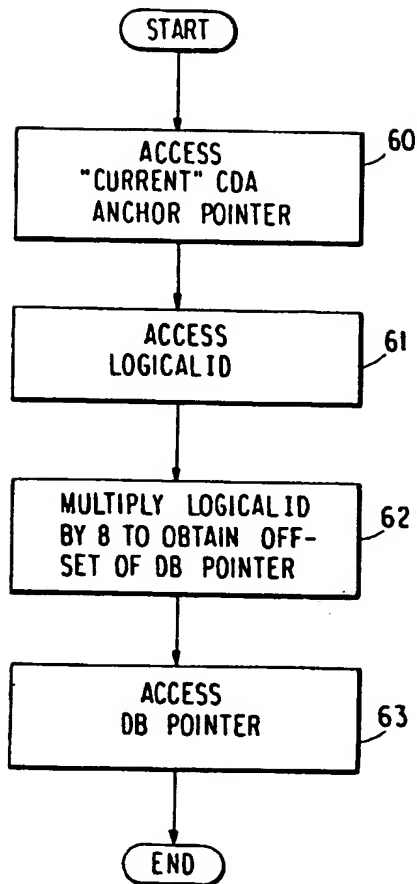 START
ACCESS
"CURRENT" CDA
ANCHOR POINTER
60
ACCESS
LOGICALID
61
MULTIPLY LOGICALID
BY 8 TO OBTAIN OFF-
SET OF DB POINTER
62
ACCESS
DB POINTER
63
END